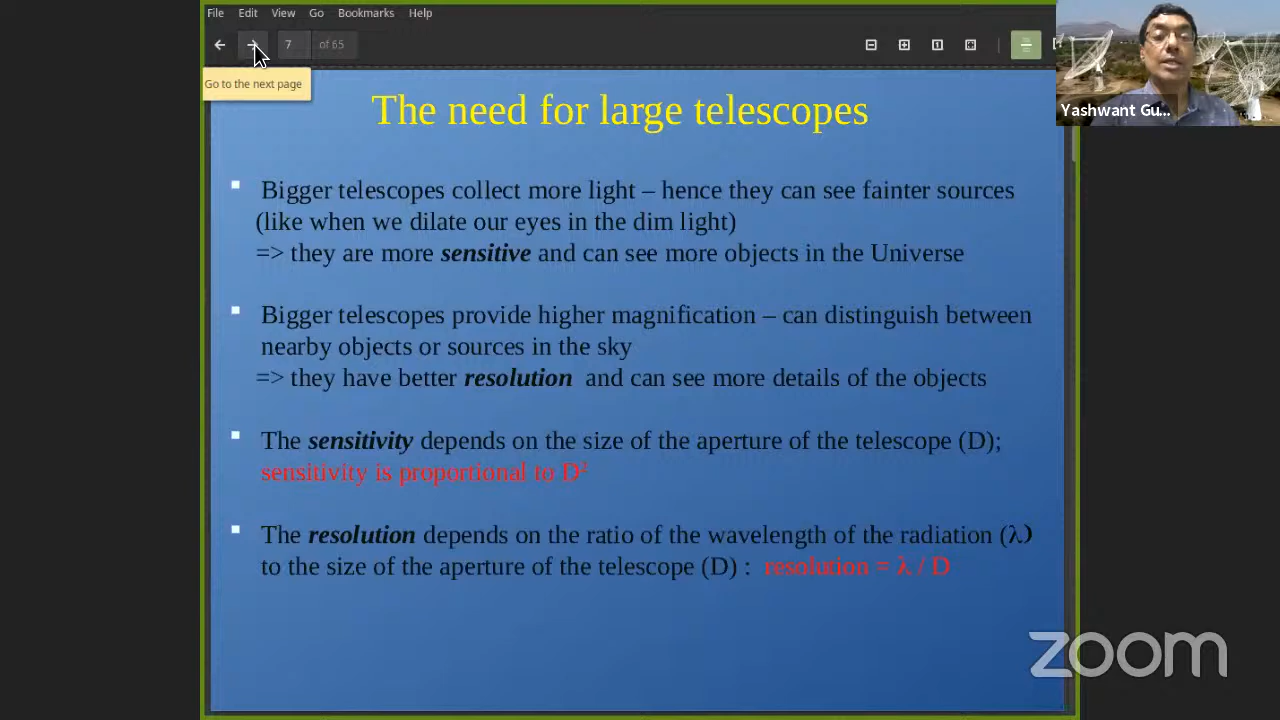 File Edit View Go Bookmarks Help
7 of 65
Go to the next page
Yashwant Gu...
The need for large telescopes
Bigger telescopes collect more light – hence they can see fainter sources
(like when we dilate our eyes in the dim light)
=> they are more sensitive and can see more objects in the Universe
Bigger telescopes provide higher magnification – can distinguish between
nearby objects or sources in the sky
=> they have better resolution and can see more details of the objects
The sensitivity depends on the size of the aperture of the telescope (D);
sensitivity is proportional to D²
The resolution depends on the ratio of the wavelength of the radiation (λ)
to the size of the aperture of the telescope (D) : resolution = λ / D
zoom